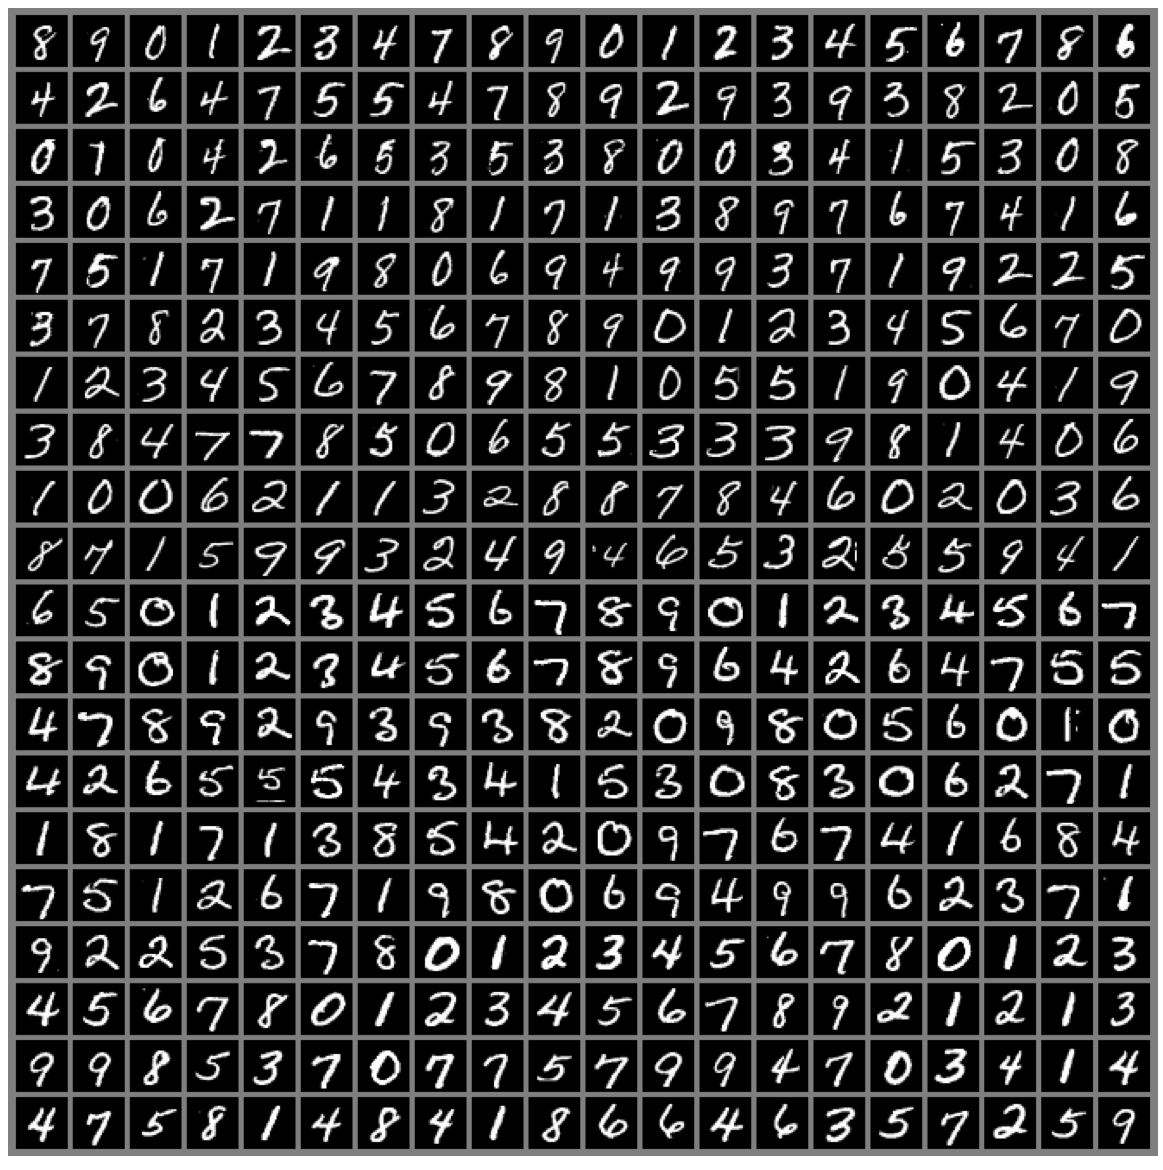 8 9 0 1 2 3 4 7 8 9 0 1 2 3 4 5 6 7 8 6
4 2 6 4 7 5 5 4 7 8 9 2 9 3 9 3 8 2 0 5
0 1 0 4 2 6 5 3 5 3 8 0 0 3 4 1 5 3 0 8
3 0 6 2 7 1 1 8 1 7 1 3 8 9 7 6 7 4 1 6
7 5 1 7 1 9 8 0 6 9 4 9 9 3 7 1 9 2 2 5
3 7 8 2 3 4 5 6 7 8 9 0 1 2 3 4 5 6 7 0
1 2 3 4 5 6 7 8 9 8 1 0 5 5 1 9 0 4 1 9
3 8 4 7 7 8 5 0 6 5 5 3 3 3 9 8 1 4 0 6
1 0 0 6 2 1 1 3 2 8 8 7 8 4 6 0 2 0 3 6
8 7 1 5 9 9 3 2 4 9 4 6 5 3 2 5 5 9 4 1
6 5 0 1 2 3 4 5 6 7 8 9 0 1 2 3 4 5 6 7
8 9 0 1 2 3 4 5 6 7 8 9 6 4 2 6 4 7 5 5
4 7 8 9 2 9 3 9 3 8 2 0 9 8 0 5 6 0 1 0
4 2 6 5 5 5 4 3 4 1 5 3 0 8 3 0 6 2 7 1
1 8 1 7 1 3 8 5 4 2 0 9 7 6 7 4 1 6 8 4
7 5 1 2 6 7 1 9 8 0 6 9 4 9 9 6 2 3 7 1
9 2 2 5 3 7 8 0 1 2 3 4 5 6 7 8 0 1 2 3
4 5 6 7 8 0 1 2 3 4 5 6 7 8 9 2 1 2 1 3
9 9 8 5 3 7 0 7 7 5 7 9 9 4 7 0 3 4 1 4
4 7 5 8 1 4 8 4 1 8 6 6 4 6 3 5 7 2 5 9